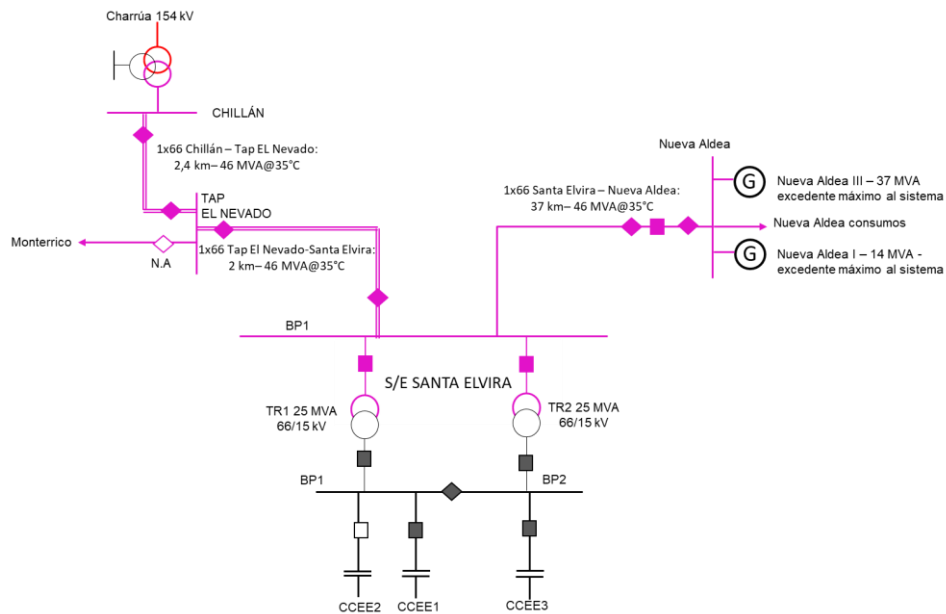 Charrúa 154 kV
CHILLÁN
1x66 Chillán – Tap EL Nevado:
2,4 km– 46 MVA@35°C
TAP
EL NEVADO
Monterrico
N.A
1x66 Tap El Nevado-Santa Elvira:
2 km– 46 MVA@35°C
Nueva Aldea
1x66 Santa Elvira – Nueva Aldea:
37 km– 46 MVA@35°C
G
Nueva Aldea III – 37 MVA
excedente máximo al sistema
Nueva Aldea consumos
G
Nueva Aldea I – 14 MVA -
excedente máximo al sistema
BP1
S/E SANTA ELVIRA
TR1 25 MVA
66/15 kV
TR2 25 MVA
66/15 kV
BP1
BP2
CCEE2
CCEE1
CCEE3